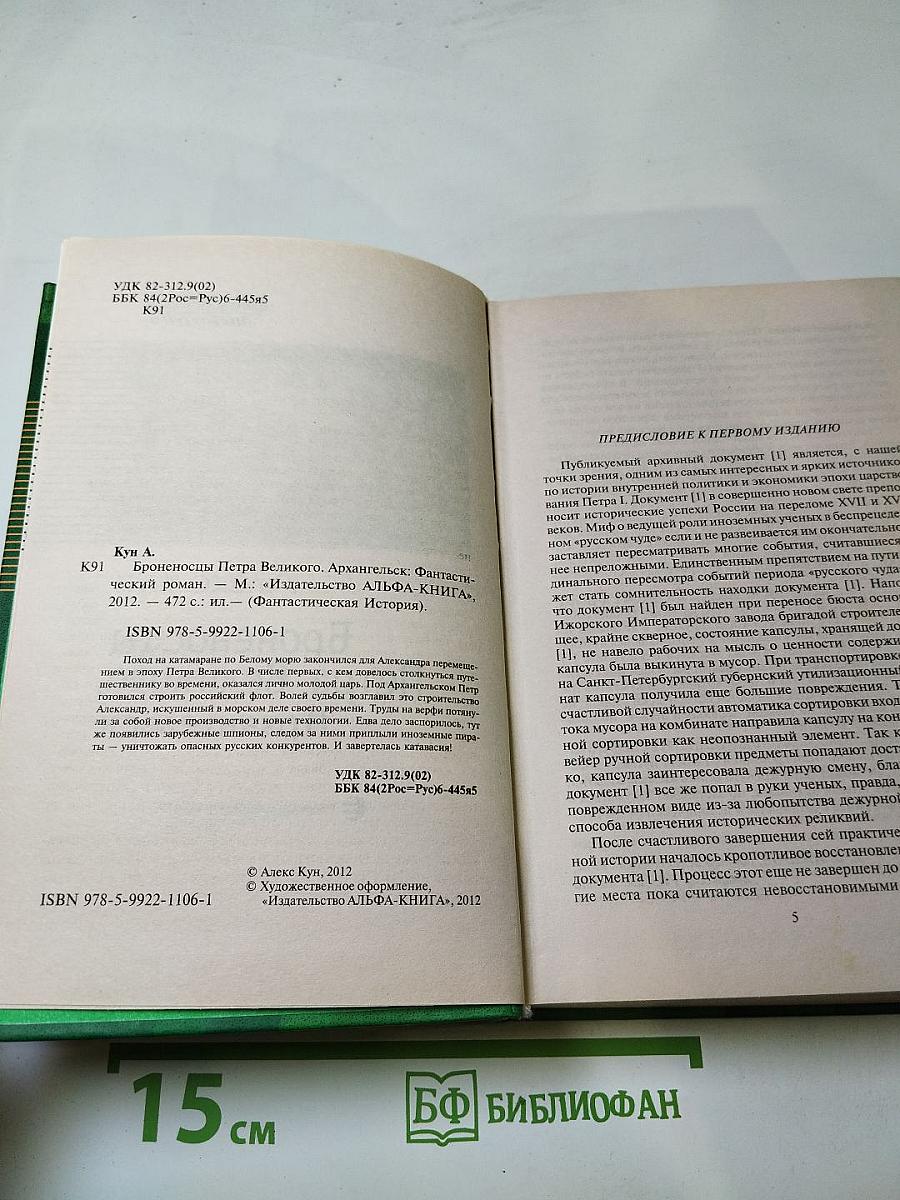 УДК 82-312.9(02)
ББК 84(2Рос=Рус)6-445я5
К91
Кун А.
К91 Броненосцы Петра Великого. Архангельск: Фантасти-
ческий роман. — М.: «Издательство АЛЬФА-КНИГА»,
2012. — 472 с.: ил.— (Фантастическая История).
ISBN 978-5-9922-1106-1
Поход на катамаране по Белому морю закончился для Александра перемеще-
нием в эпоху Петра Великого. В числе первых, с кем довелось столкнуться путе-
шественнику во времени, оказался лично молодой царь. Под Архангельском Петр
готовился строить российский флот. Волей судьбы возглавил это строительство
Александр, искушенный в морском деле своего времени. Труды на верфи потяну-
ли за собой новое производство и новые технологии. Едва дело заспорилось, тут
же появились зарубежные шпионы, следом за ними приплыли иноземные пира-
ты — уничтожать опасных русских конкурентов. И завертелась катавасия!
УДК 82-312.9(02)
ББК 84(2Рос=Рус)6-445я5
© Алекс Кун, 2012
© Художественное оформление,
«Издательство АЛЬФА-КНИГА», 2012
ISBN 978-5-9922-1106-1
ПРЕДИСЛОВИЕ К ПЕРВОМУ ИЗДАНИЮ
Публикуемый архивный документ [1] является, с нашей
точки зрения, одним из самых интересных и ярких источнико
по истории внутренней политики и экономики эпохи царство
вания Петра I. Документ [1] в совершенно новом свете препо
носит исторические успехи России на переломе XVII и XV
веков. Миф о ведущей роли иноземных ученых в беспрецеде
ном «русском чуде» если и не развеивается им окончательно
заставляет пересматривать многие события, считавшиеся
нее непреложными. Единственным препятствием на пути
динального пересмотра событий периода «русского чуда
жет стать сомнительность находки документа [1]. Напо
что документ [1] был найден при переносе бюста осно
Ижорского Императорского завода бригадой строителе
щее, крайне скверное, состояние капсулы, хранящей до
[1], не навело рабочих на мысль о ценности содержи
капсула была выкинута в мусор. При транспортировке
на Санкт-Петербургский губернский утилизационный
нат капсула получила еще большие повреждения. Т
счастливой случайности автоматика сортировки вход
тока мусора на комбинате направила капсулу на кон
ной сортировки как неопознанный элемент. Так к
вейер ручной сортировки предметы попадают доста
ко, капсула заинтересовала дежурную смену, бла
документ [1] все же попал в руки ученых, правда,
поврежденном виде из-за любопытства дежурной
способа извлечения исторических реликвий.
После счастливого завершения сей практиче
ной истории началось кропотливое восстановлен
документа [1]. Процесс этот еще не завершен до
гие места пока считаются невосстановимыми
5
15 см
БФ БИБЛИОФАН